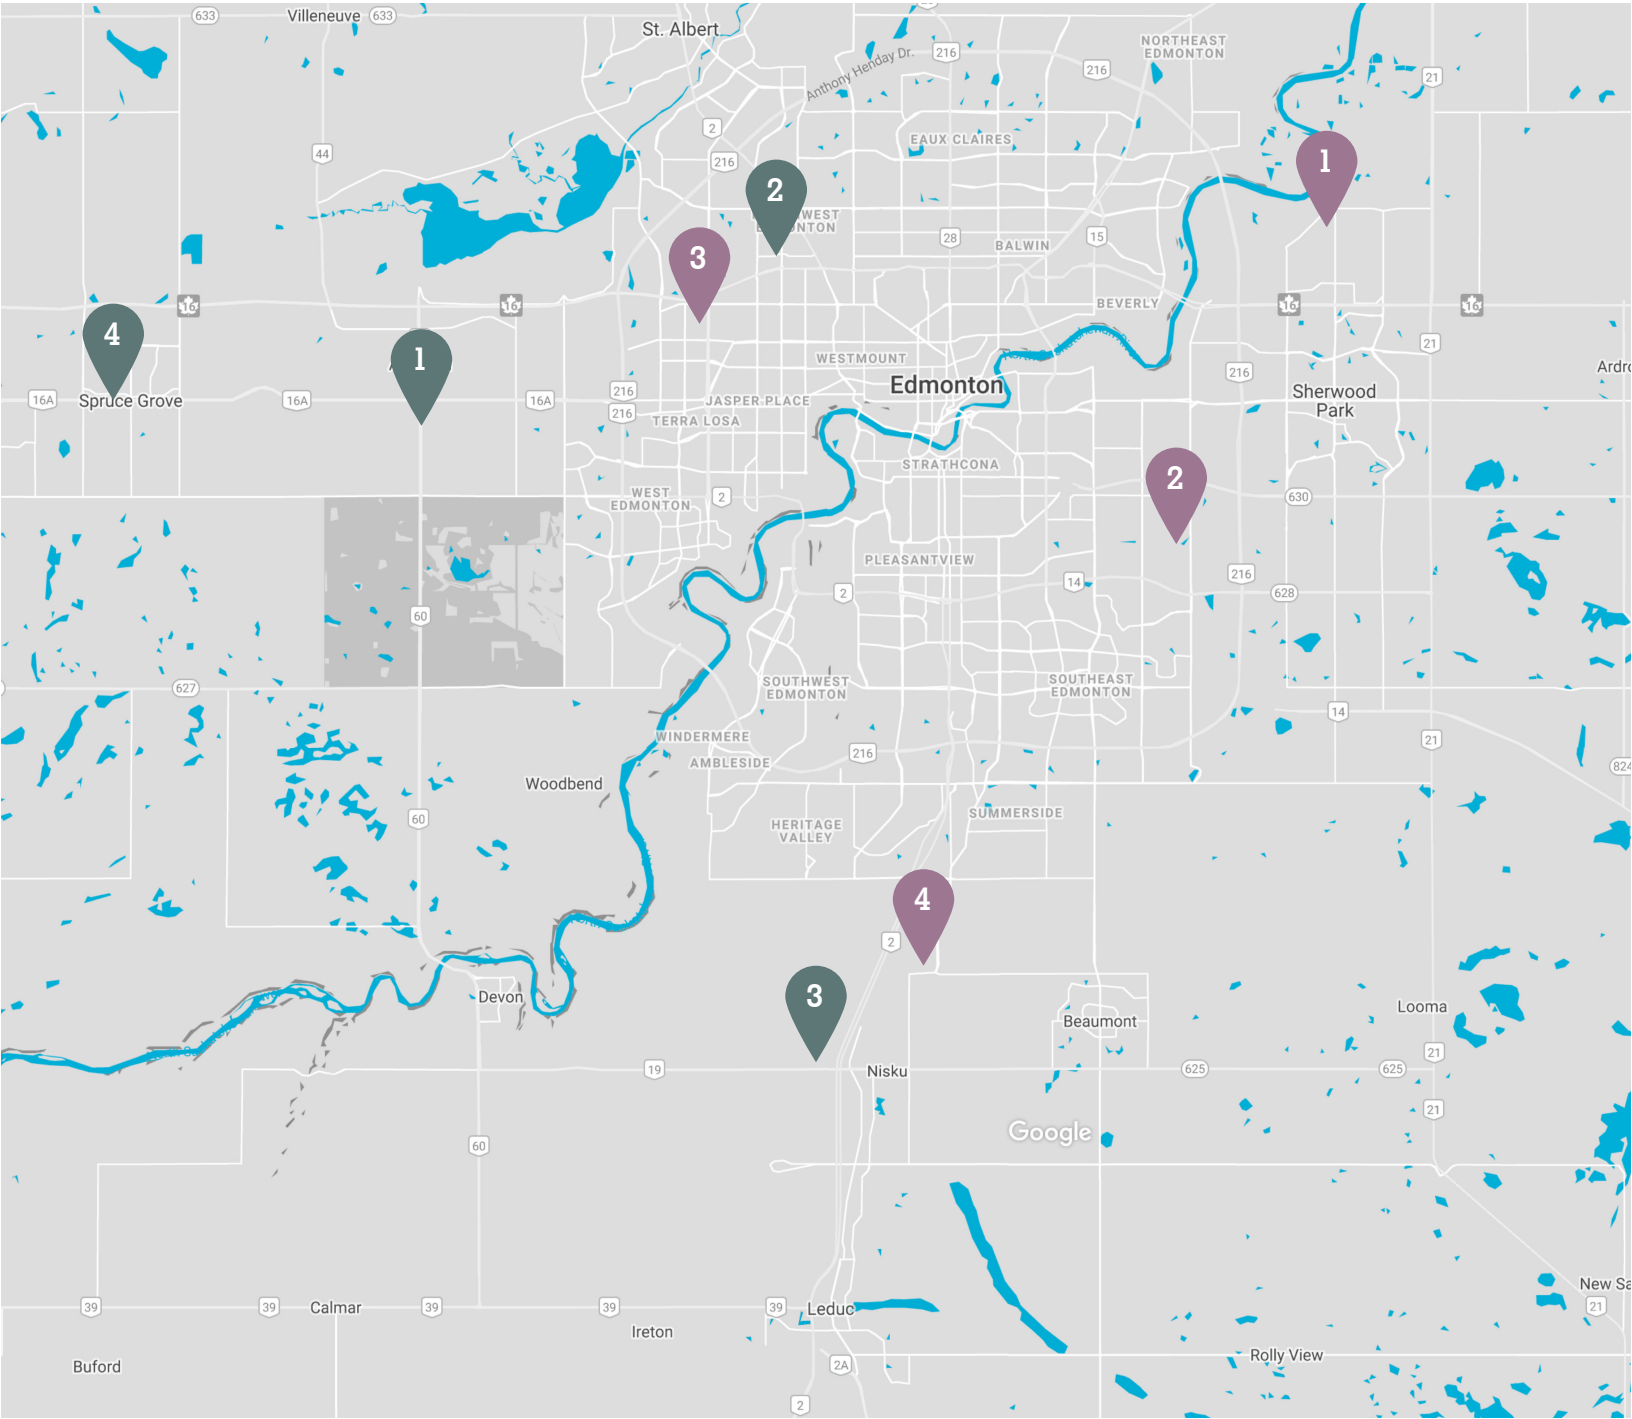 633
Villeneuve
633
St. Albert
216
NORTHEAST
EDMONTON
216
21
Anthony Henday Dr.
2
44
216
EAUX CLAIRES
1
2
3
28
BALWIN
15
16
16
BEVERLY
16
16
4
1
WESTMOUNT
21
Edmonton
216
Ardro
16A
Spruce Grove
16A
16A
216
216
JASPER PLACE
TERRA LOSA
Sherwood
Park
STRATHCONA
2
WEST
EDMONTON
2
630
PLEASANTVIEW
60
2
14
216
628
627
SOUTHWEST
EDMONTON
SOUTHEAST
EDMONTON
14
WINDERMERE
AMBLESIDE
216
21
824
Woodbend
60
HERITAGE
VALLEY
SUMMERSIDE
4
2
3
Devon
Beaumont
Looma
21
19
Nisku
625
625
21
Google
60
39
39
Calmar
39
39
39
Leduc
New Sa
21
Ireton
Buford
2A
Rolly View
2